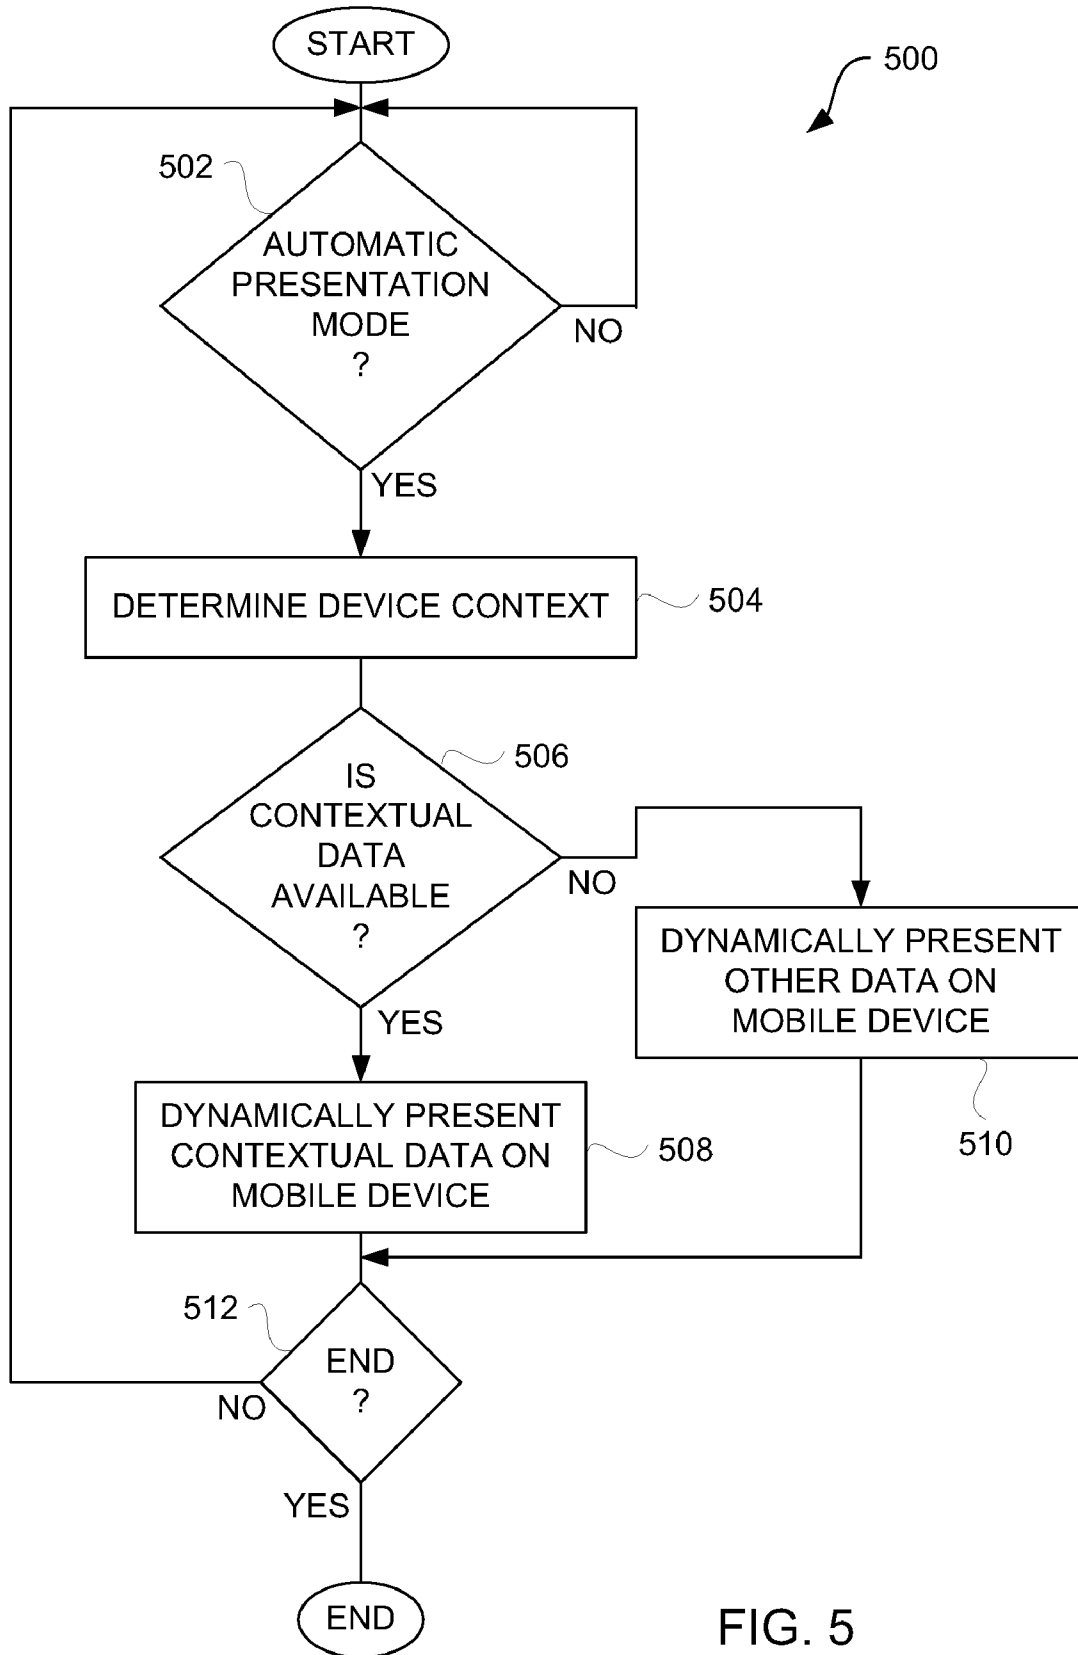 START
500
502
AUTOMATIC
PRESENTATION
MODE
?
NO
YES
DETERMINE DEVICE CONTEXT
504
506
IS
CONTEXTUAL
DATA
AVAILABLE
?
NO
YES
DYNAMICALLY PRESENT
OTHER DATA ON
MOBILE DEVICE
510
DYNAMICALLY PRESENT
CONTEXTUAL DATA ON
MOBILE DEVICE
508
512
END
?
NO
YES
END
FIG. 5